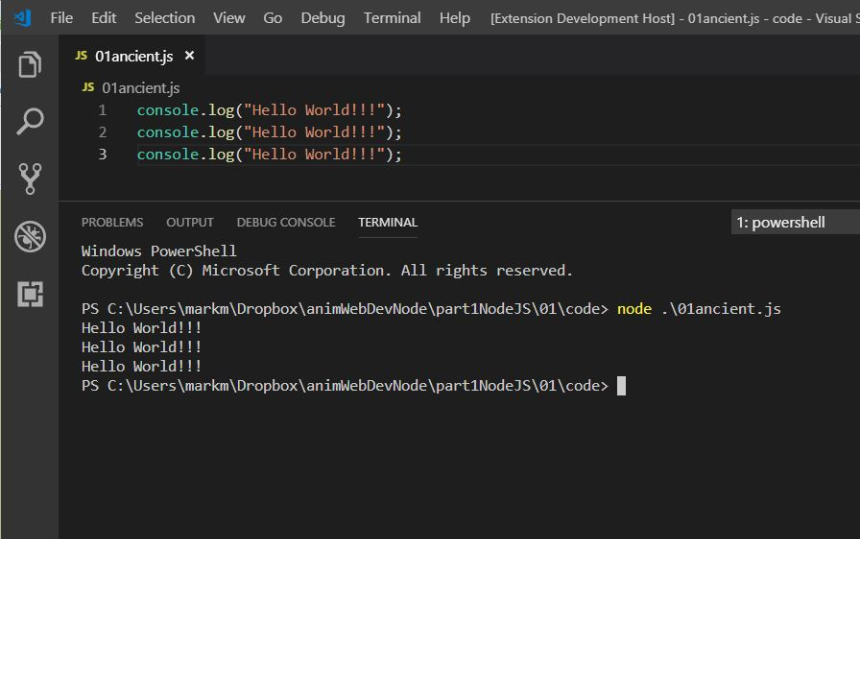 File Edit Selection View Go Debug Terminal Help [Extension Development Host] - 01ancient.js - code - Visual S
JS 01ancient.js ×
JS 01ancient.js
1 console.log("Hello World!!!");
2 console.log("Hello World!!!");
3 console.log("Hello World!!!");
PROBLEMS OUTPUT DEBUG CONSOLE TERMINAL 1: powershell
Windows PowerShell
Copyright (C) Microsoft Corporation. All rights reserved.
PS C:\Users\markm\Dropbox\animWebDevNode\part1NodeJS\01\code> node .\01ancient.js
Hello World!!!
Hello World!!!
Hello World!!!
PS C:\Users\markm\Dropbox\animWebDevNode\part1NodeJS\01\code>